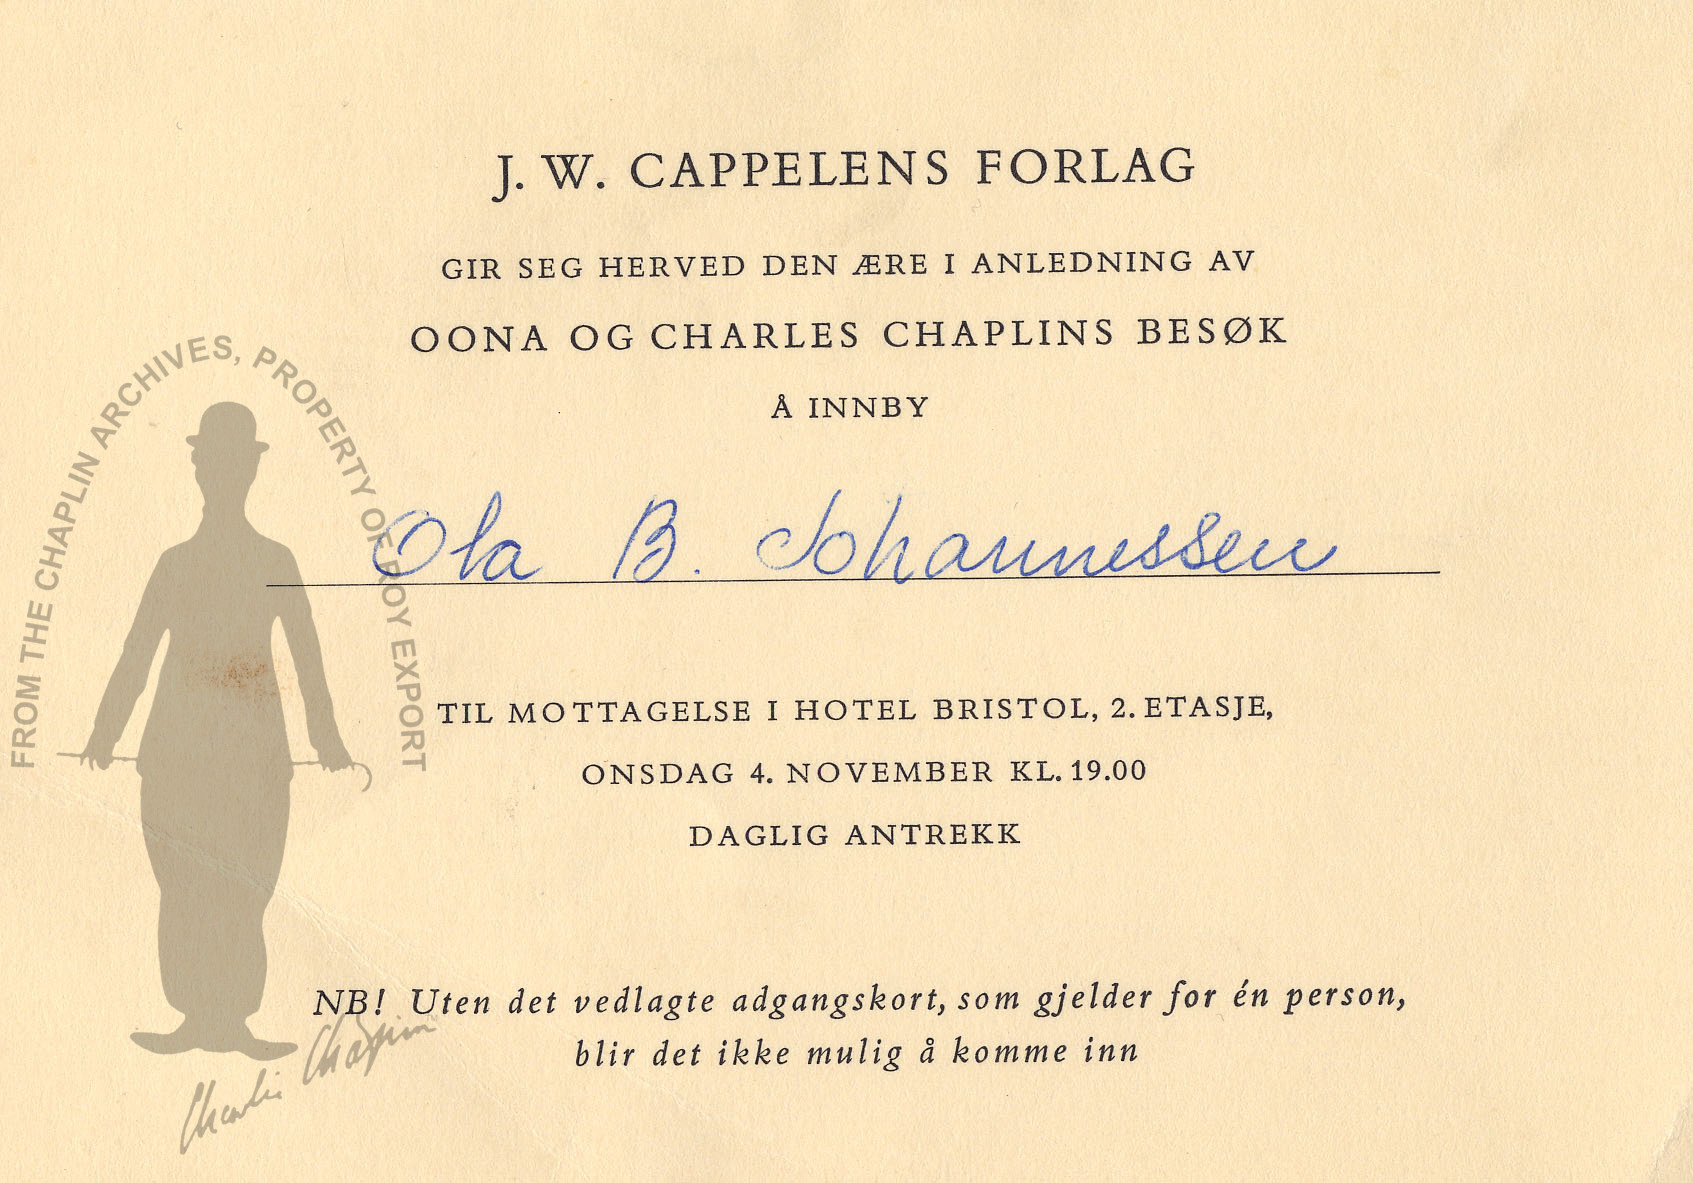 J. W. CAPPELENS FORLAG
GIR SEG HERVED DEN ÆRE I ANLEDNING AV
OONA OG CHARLES CHAPLINS BESØK
Å INNBY
Ola B. Johannessen
TIL MOTTAGELSE I HOTEL BRISTOL, 2. ETASJE,
ONSDAG 4. NOVEMBER KL. 19.00
DAGLIG ANTREKK
NB! Uten det vedlagte adgangskort, som gjelder for én person,
blir det ikke mulig å komme inn
FROM THE CHAPLIN ARCHIVES, PROPERTY OF ROY EXPORT
Charlie Chaplin